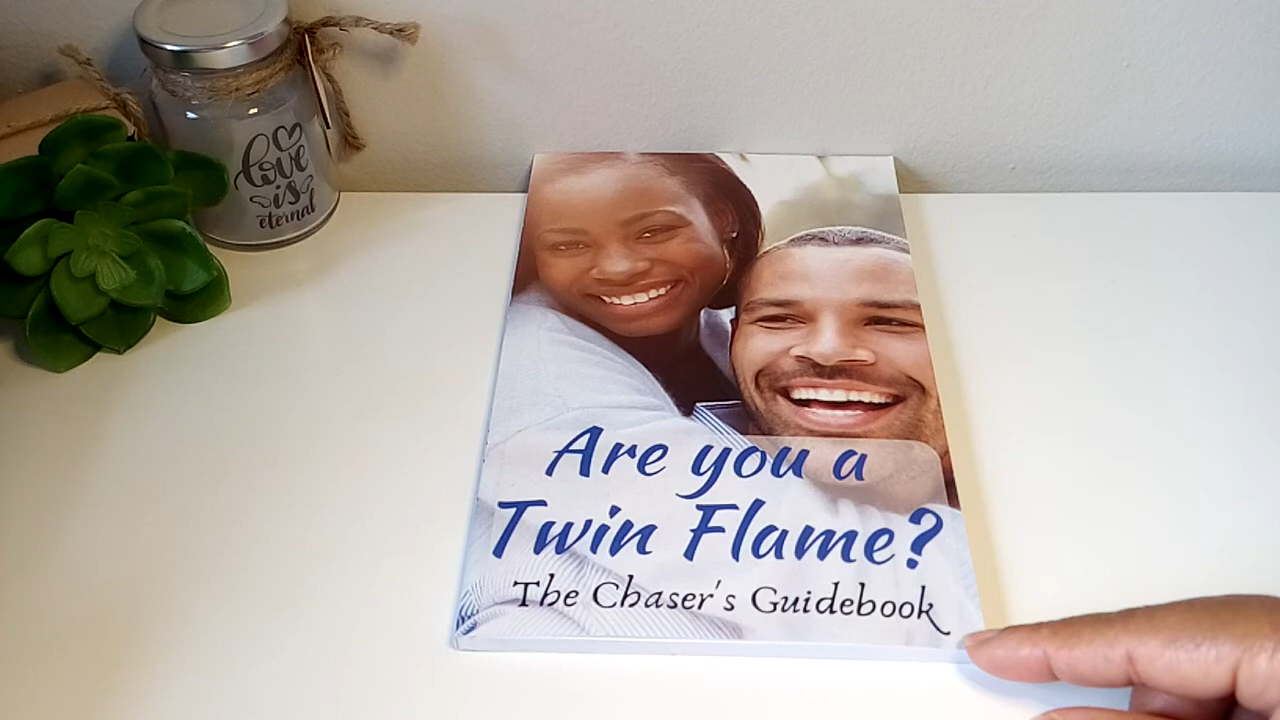 love
is
eternal
Are you a
Twin Flame?
The Chaser's Guidebook